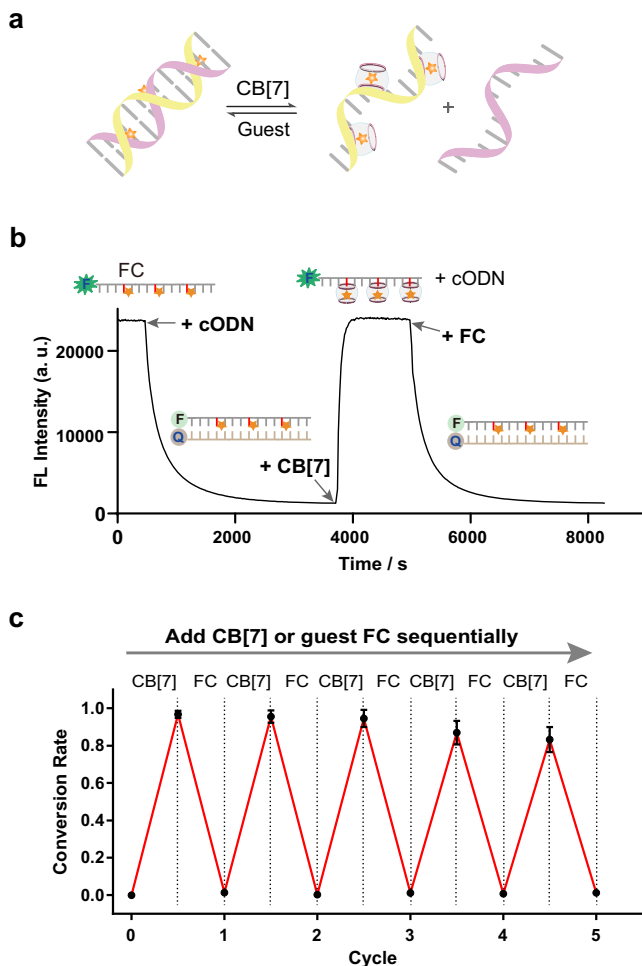 a
CB[7]
Guest
+
b
F FC
F + cODN
+ cODN
+ FC
+ CB[7]
F
Q
F
Q
FL Intensity (a. u.)
20000
10000
0
0 2000 4000 6000 8000
Time / s
c
Add CB[7] or guest FC sequentially
CB[7] FC CB[7] FC CB[7] FC CB[7] FC CB[7] FC
Conversion Rate
1.0
0.8
0.6
0.4
0.2
0.0
0 1 2 3 4 5
Cycle